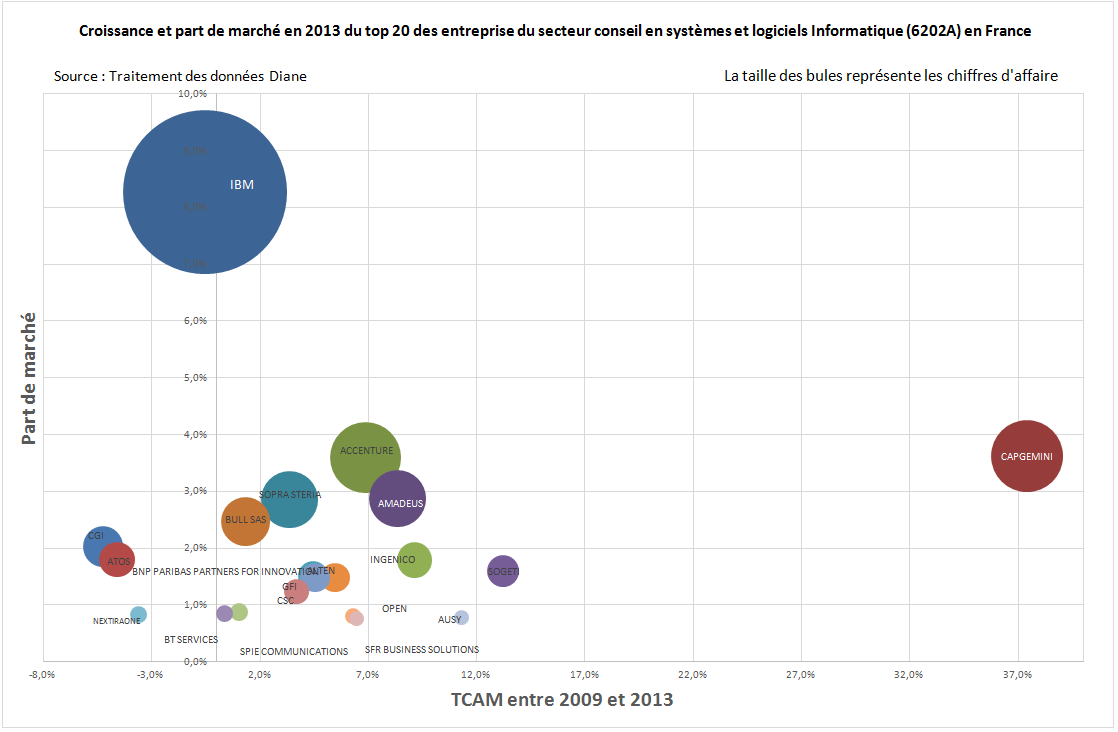 Croissance et part de marché en 2013 du top 20 des entreprise du secteur conseil en systèmes et logiciels Informatique (6202A) en France
Source : Traitement des données Diane
La taille des bules représente les chiffres d'affaire
10,0%
IBM
6,0%
5,0%
4,0%
3,0%
2,0%
1,0%
0,0%
Part de marché
ACCENTURE
CAPGEMINI
SOPRA STERIA
AMADEUS
BULL SAS
CGI
ATOS
INGENICO
BNP PARIBAS PARTNERS FOR INNOVATION
ALTEN
SOGET
GFI
CSC
OPEN
NEXTIRAONE
AUSY
BT SERVICES
SPIE COMMUNICATIONS
SFR BUSINESS SOLUTIONS
-8,0%
-3,0%
2,0%
7,0%
12,0%
17,0%
22,0%
27,0%
32,0%
37,0%
TCAM entre 2009 et 2013